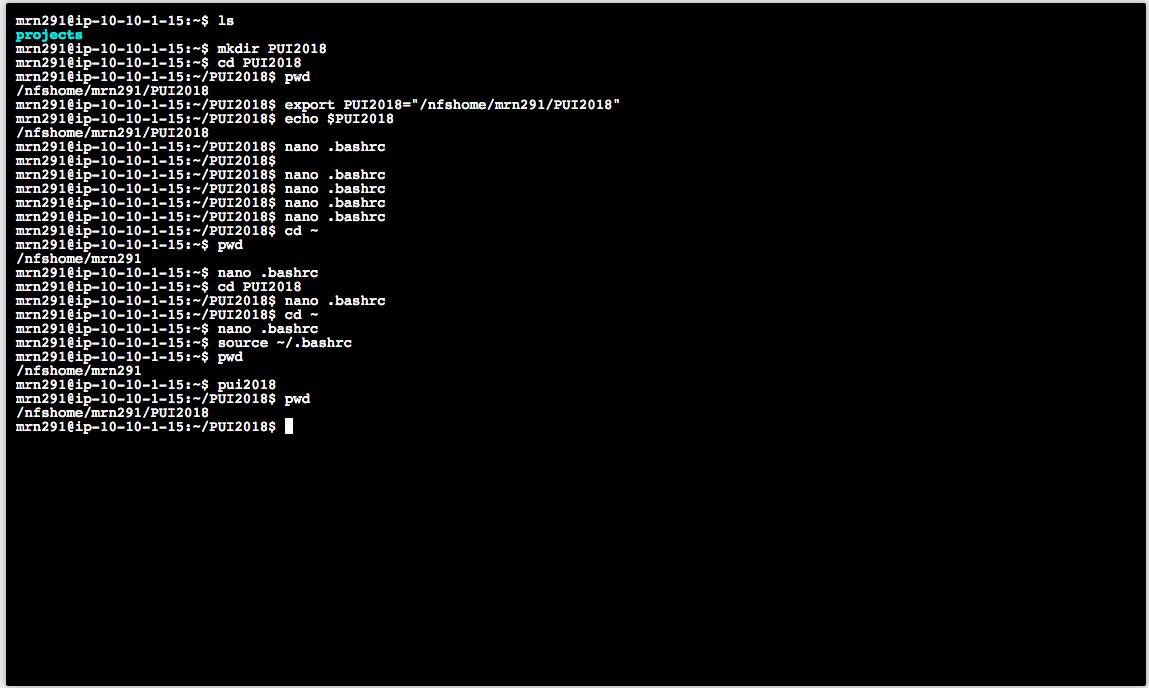 mrn291@ip-10-10-1-15:~$ ls
projects
mrn291@ip-10-10-1-15:~$ mkdir PUI2018
mrn291@ip-10-10-1-15:~$ cd PUI2018
mrn291@ip-10-10-1-15:~/PUI2018$ pwd
/nfshome/mrn291/PUI2018
mrn291@ip-10-10-1-15:~/PUI2018$ export PUI2018="/nfshome/mrn291/PUI2018"
mrn291@ip-10-10-1-15:~/PUI2018$ echo $PUI2018
/nfshome/mrn291/PUI2018
mrn291@ip-10-10-1-15:~/PUI2018$ nano .bashrc
mrn291@ip-10-10-1-15:~/PUI2018$
mrn291@ip-10-10-1-15:~/PUI2018$ nano .bashrc
mrn291@ip-10-10-1-15:~/PUI2018$ nano .bashrc
mrn291@ip-10-10-1-15:~/PUI2018$ nano .bashrc
mrn291@ip-10-10-1-15:~/PUI2018$ nano .bashrc
mrn291@ip-10-10-1-15:~/PUI2018$ cd ~
mrn291@ip-10-10-1-15:~$ pwd
/nfshome/mrn291
mrn291@ip-10-10-1-15:~$ nano .bashrc
mrn291@ip-10-10-1-15:~$ cd PUI2018
mrn291@ip-10-10-1-15:~/PUI2018$ nano .bashrc
mrn291@ip-10-10-1-15:~/PUI2018$ cd ~
mrn291@ip-10-10-1-15:~$ nano .bashrc
mrn291@ip-10-10-1-15:~$ source ~/.bashrc
mrn291@ip-10-10-1-15:~$ pwd
/nfshome/mrn291
mrn291@ip-10-10-1-15:~$ pui2018
mrn291@ip-10-10-1-15:~/PUI2018$ pwd
/nfshome/mrn291/PUI2018
mrn291@ip-10-10-1-15:~/PUI2018$